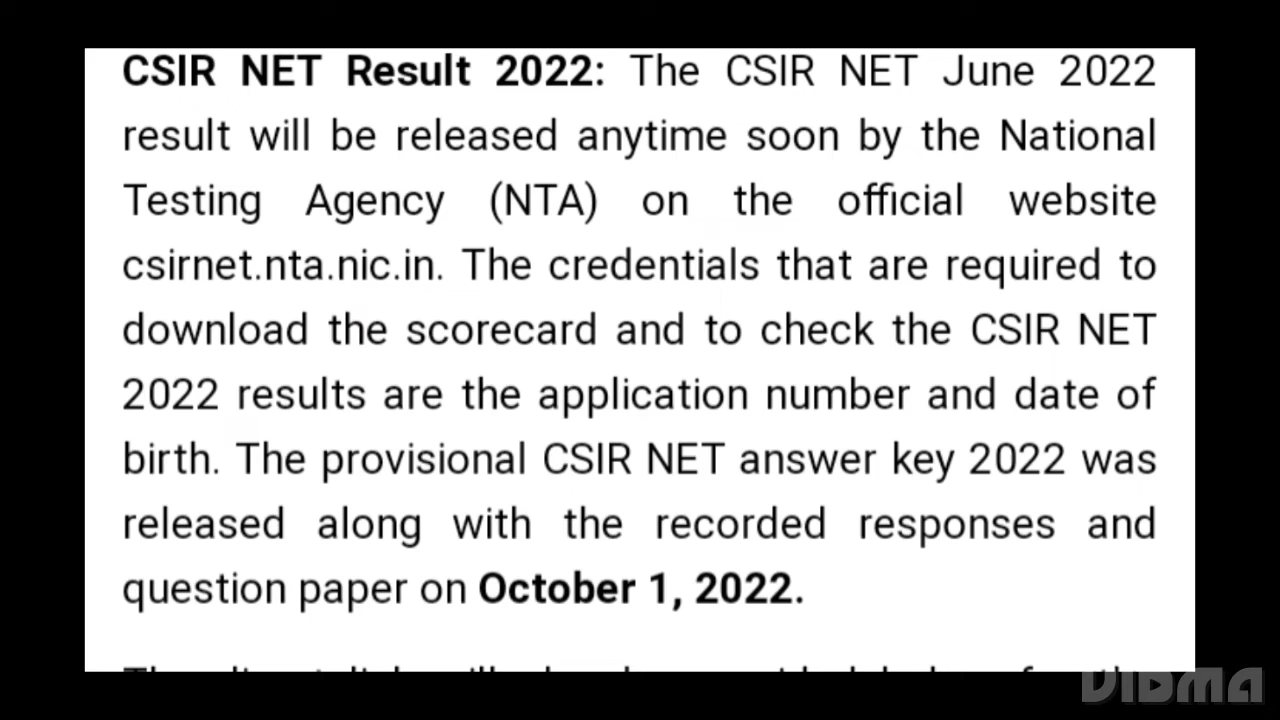 CSIR NET Result 2022: The CSIR NET June 2022
result will be released anytime soon by the National
Testing Agency (NTA) on the official website
csirnet.nta.nic.in. The credentials that are required to
download the scorecard and to check the CSIR NET
2022 results are the application number and date of
birth. The provisional CSIR NET answer key 2022 was
released along with the recorded responses and
question paper on October 1, 2022.